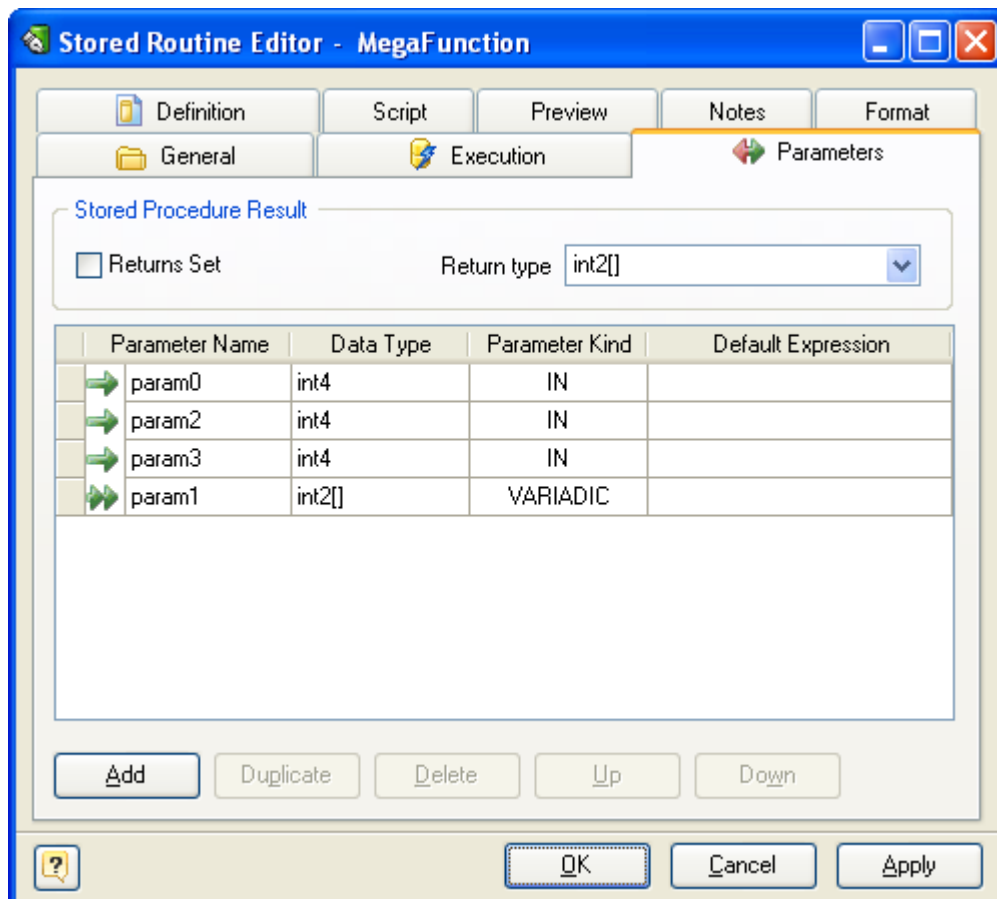 Stored Routine Editor - MegaFunction
Definition Script Preview Notes Format
General Execution Parameters
Stored Procedure Result
Returns Set Return type int2[]
Parameter Name Data Type Parameter Kind Default Expression
param0 int4 IN
param2 int4 IN
param3 int4 IN
param1 int2[] VARIADIC
Add Duplicate Delete Up Down
? OK Cancel Apply